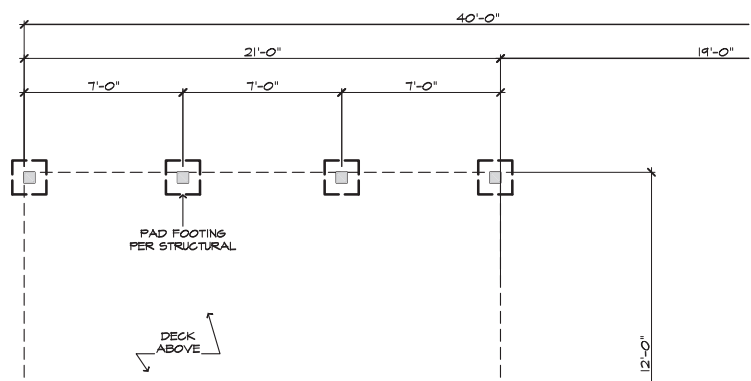 40'-0"
21'-0"
19'-0"
7'-0"
7'-0"
7'-0"
PAD FOOTING
PER STRUCTURAL
DECK
ABOVE
12'-0"